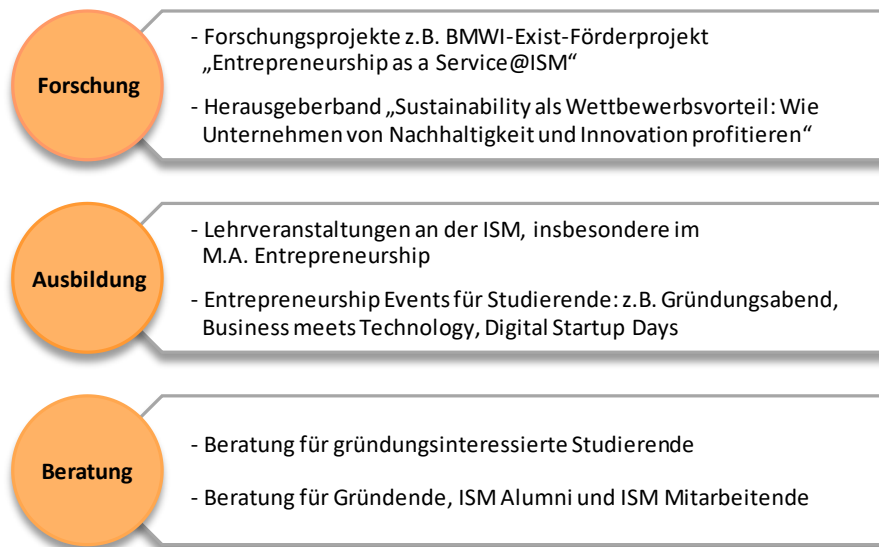 Forschung
- Forschungsprojekte z.B. BMWI-Exist-Förderprojekt
„Entrepreneurship as a Service@ISM“
- Herausgeberband „Sustainability als Wettbewerbsvorteil: Wie
Unternehmen von Nachhaltigkeit und Innovation profitieren“
Ausbildung
- Lehrveranstaltungen an der ISM, insbesondere im
M.A. Entrepreneurship
- Entrepreneurship Events für Studierende: z.B. Gründungsabend,
Business meets Technology, Digital Startup Days
Beratung
- Beratung für gründungsinteressierte Studierende
- Beratung für Gründende, ISM Alumni und ISM Mitarbeitende